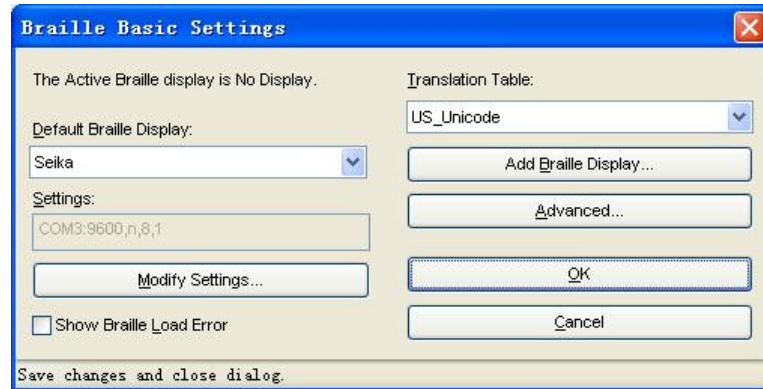 Braille Basic Settings
The Active Braille display is No Display.
Default Braille Display:
Seika
Settings:
COM3:9600,n,8,1
Modify Settings...
Show Braille Load Error
Translation Table:
US_Unicode
Add Braille Display...
Advanced...
OK
Cancel
Save changes and close dialog.